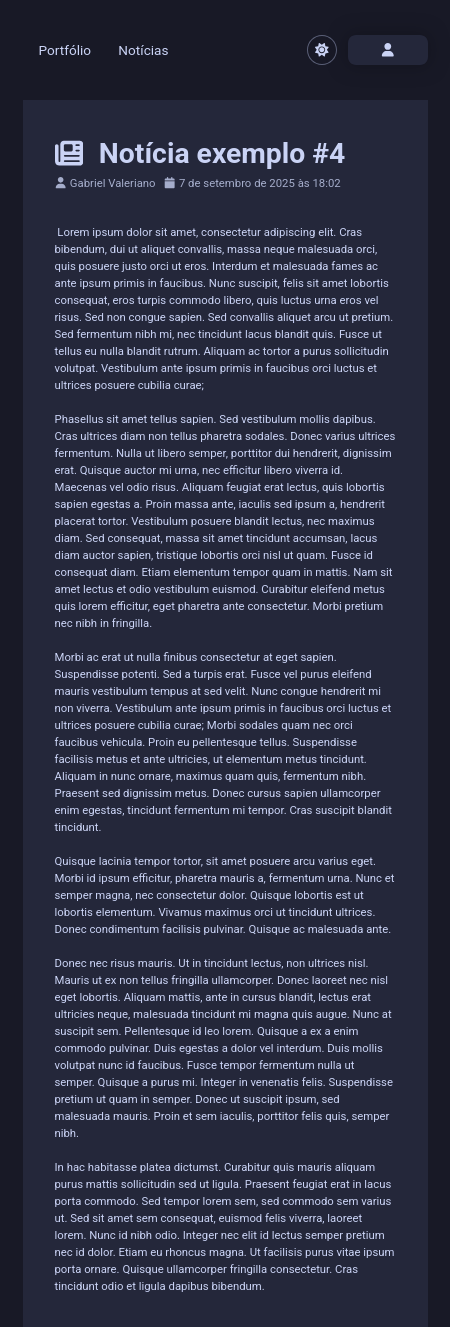 Portfólio Notícias
Notícia exemplo #4
Gabriel Valeriano 7 de setembro de 2025 às 18:02
Lorem ipsum dolor sit amet, consectetur adipiscing elit. Cras
bibendum, dui ut aliquet convallis, massa neque malesuada orci,
quis posuere justo orci ut eros. Interdum et malesuada fames ac
ante ipsum primis in faucibus. Nunc suscipit, felis sit amet lobortis
consequat, eros turpis commodo libero, quis luctus urna eros vel
risus. Sed non congue sapien. Sed convallis aliquet arcu ut pretium.
Sed fermentum nibh mi, nec tincidunt lacus blandit quis. Fusce ut
tellus eu nulla blandit rutrum. Aliquam ac tortor a purus sollicitudin
volutpat. Vestibulum ante ipsum primis in faucibus orci luctus et
ultrices posuere cubilia curae;
Phasellus sit amet tellus sapien. Sed vestibulum mollis dapibus.
Cras ultrices diam non tellus pharetra sodales. Donec varius ultrices
fermentum. Nulla ut libero semper, porttitor dui hendrerit, dignissim
erat. Quisque auctor mi urna, nec efficitur libero viverra id.
Maecenas vel odio risus. Aliquam feugiat erat lectus, quis lobortis
sapien egestas a. Proin massa ante, iaculis sed ipsum a, hendrerit
placerat tortor. Vestibulum posuere blandit lectus, nec maximus
diam. Sed consequat, massa sit amet tincidunt accumsan, lacus
diam auctor sapien, tristique lobortis orci nisl ut quam. Fusce id
consequat diam. Etiam elementum tempor quam in mattis. Nam sit
amet lectus et odio vestibulum euismod. Curabitur eleifend metus
quis lorem efficitur, eget pharetra ante consectetur. Morbi pretium
nec nibh in fringilla.
Morbi ac erat ut nulla finibus consectetur at eget sapien.
Suspendisse potenti. Sed a turpis erat. Fusce vel purus eleifend
mauris vestibulum tempus at sed velit. Nunc congue hendrerit mi
non viverra. Vestibulum ante ipsum primis in faucibus orci luctus et
ultrices posuere cubilia curae; Morbi sodales quam nec orci
faucibus vehicula. Proin eu pellentesque tellus. Suspendisse
facilisis metus et ante ultricies, ut elementum metus tincidunt.
Aliquam in nunc ornare, maximus quam quis, fermentum nibh.
Praesent sed dignissim metus. Donec cursus sapien ullamcorper
enim egestas, tincidunt fermentum mi tempor. Cras suscipit blandit
tincidunt.
Quisque lacinia tempor tortor, sit amet posuere arcu varius eget.
Morbi id ipsum efficitur, pharetra mauris a, fermentum urna. Nunc et
semper magna, nec consectetur dolor. Quisque lobortis est ut
lobortis elementum. Vivamus maximus orci ut tincidunt ultrices.
Donec condimentum facilisis pulvinar. Quisque ac malesuada ante.
Donec nec risus mauris. Ut in tincidunt lectus, non ultrices nisl.
Mauris ut ex non tellus fringilla ullamcorper. Donec laoreet nec nisl
eget lobortis. Aliquam mattis, ante in cursus blandit, lectus erat
ultricies neque, malesuada tincidunt mi magna quis augue. Nunc at
suscipit sem. Pellentesque id leo lorem. Quisque a ex a enim
commodo pulvinar. Duis egestas a dolor vel interdum. Duis mollis
volutpat nunc id faucibus. Fusce tempor fermentum nulla ut
semper. Quisque a purus mi. Integer in venenatis felis. Suspendisse
pretium ut quam in semper. Donec ut suscipit ipsum, sed
malesuada mauris. Proin et sem iaculis, porttitor felis quis, semper
nibh.
In hac habitasse platea dictumst. Curabitur quis mauris aliquam
purus mattis sollicitudin sed ut ligula. Praesent feugiat erat in lacus
porta commodo. Sed tempor lorem sem, sed commodo sem varius
ut. Sed sit amet sem consequat, euismod felis viverra, laoreet
lorem. Nunc id nibh odio. Integer nec elit id lectus semper pretium
nec id dolor. Etiam eu rhoncus magna. Ut facilisis purus vitae ipsum
porta ornare. Quisque ullamcorper fringilla consectetur. Cras
tincidunt odio et ligula dapibus bibendum.